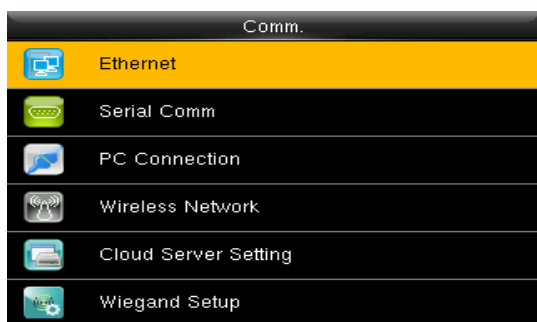 Comm.
Ethernet
Serial Comm
PC Connection
Wireless Network
Cloud Server Setting
Wiegand Setup